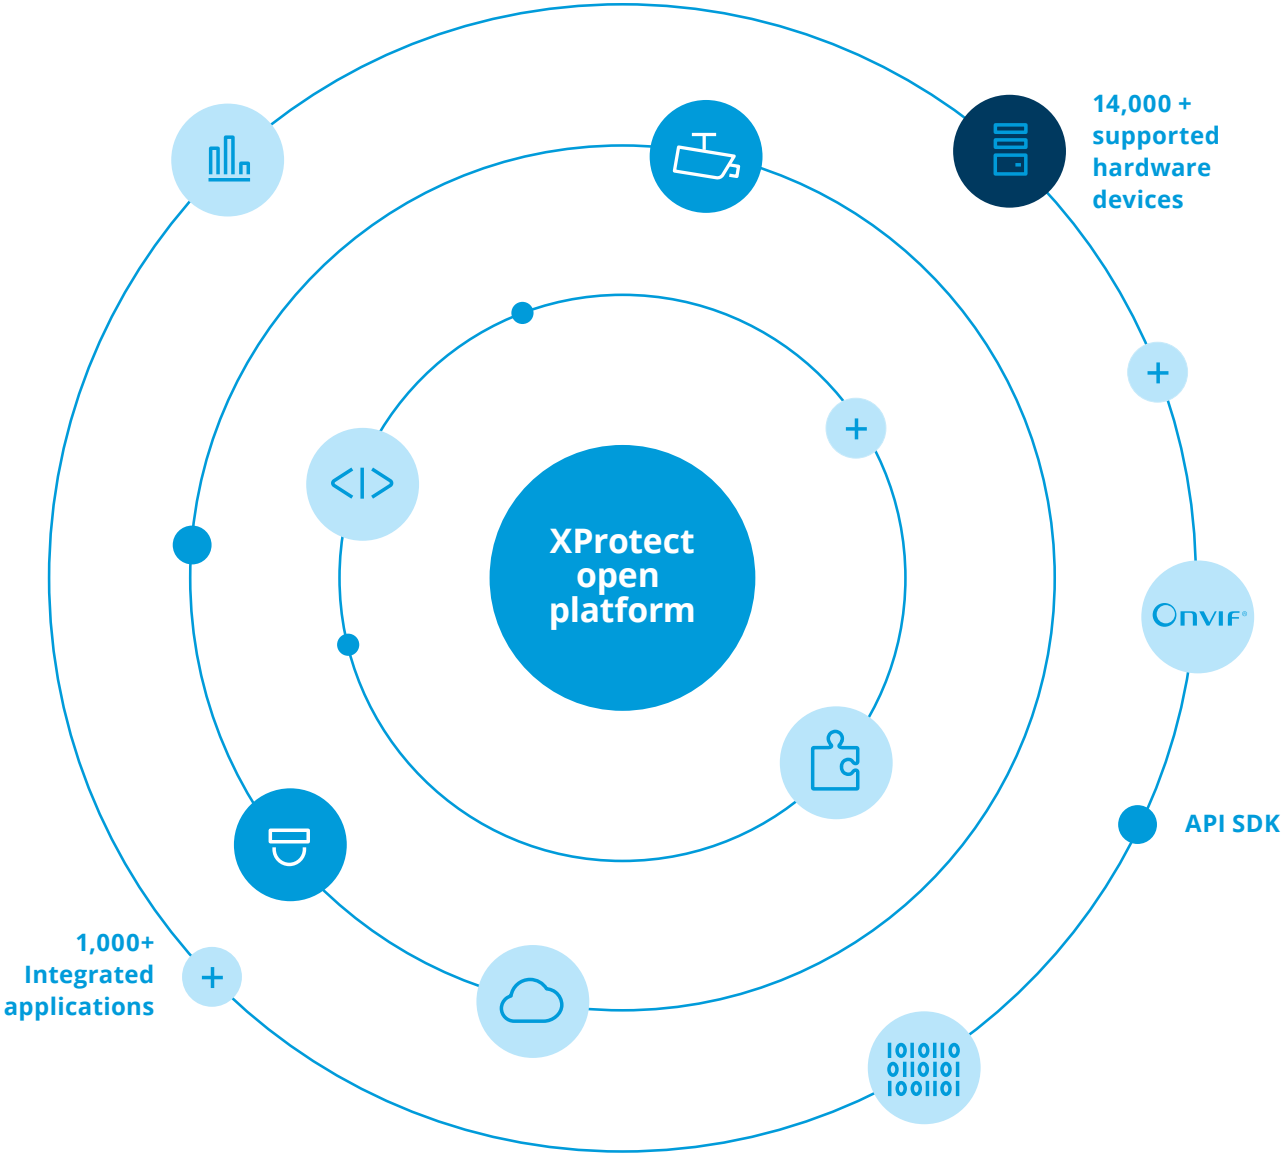 14,000 +
supported
hardware
devices
+
+
</>
XProtect
open
platform
ONVIF®
API SDK
1,000+
Integrated
applications
+
1010110
0110101
1001101